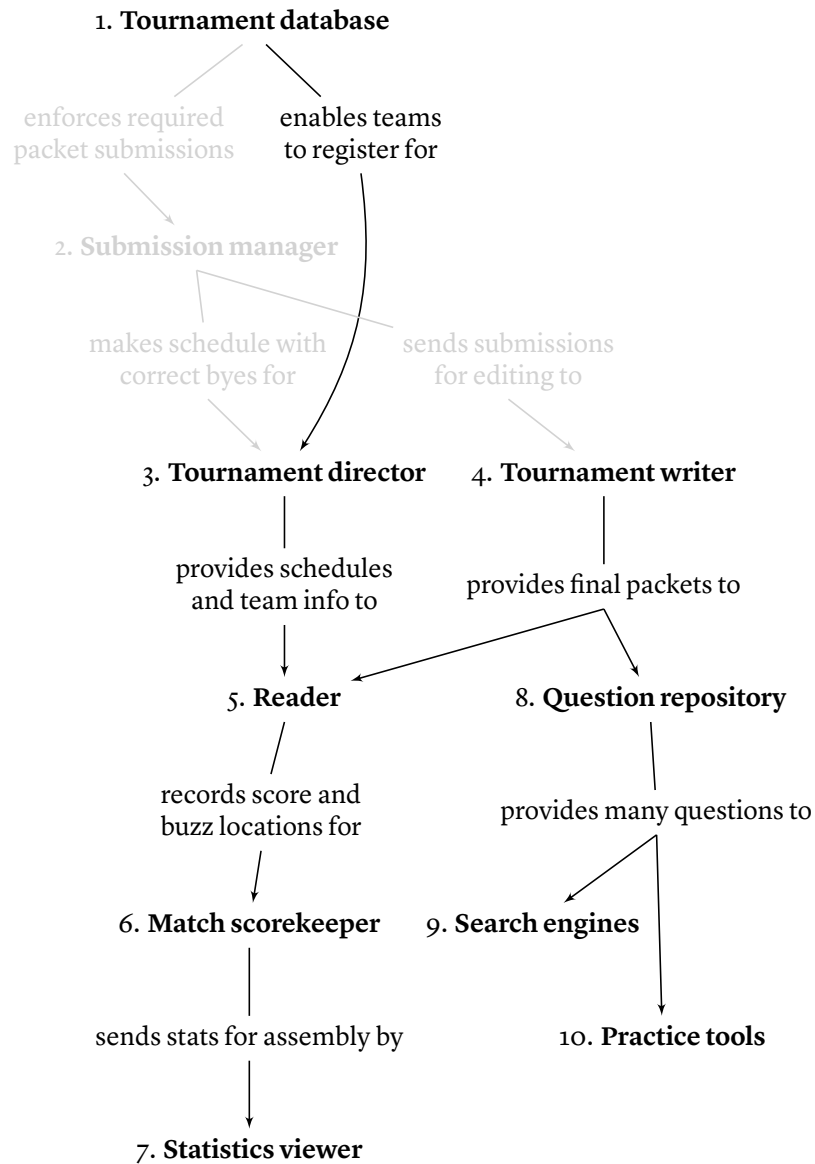 1. Tournament database
enforces required
packet submissions
enables teams
to register for
2. Submission manager
makes schedule with
correct byes for
sends submissions
for editing to
3. Tournament director
4. Tournament writer
provides schedules
and team info to
provides final packets to
5. Reader
8. Question repository
records score and
buzz locations for
provides many questions to
6. Match scorekeeper
9. Search engines
sends stats for assembly by
10. Practice tools
7. Statistics viewer